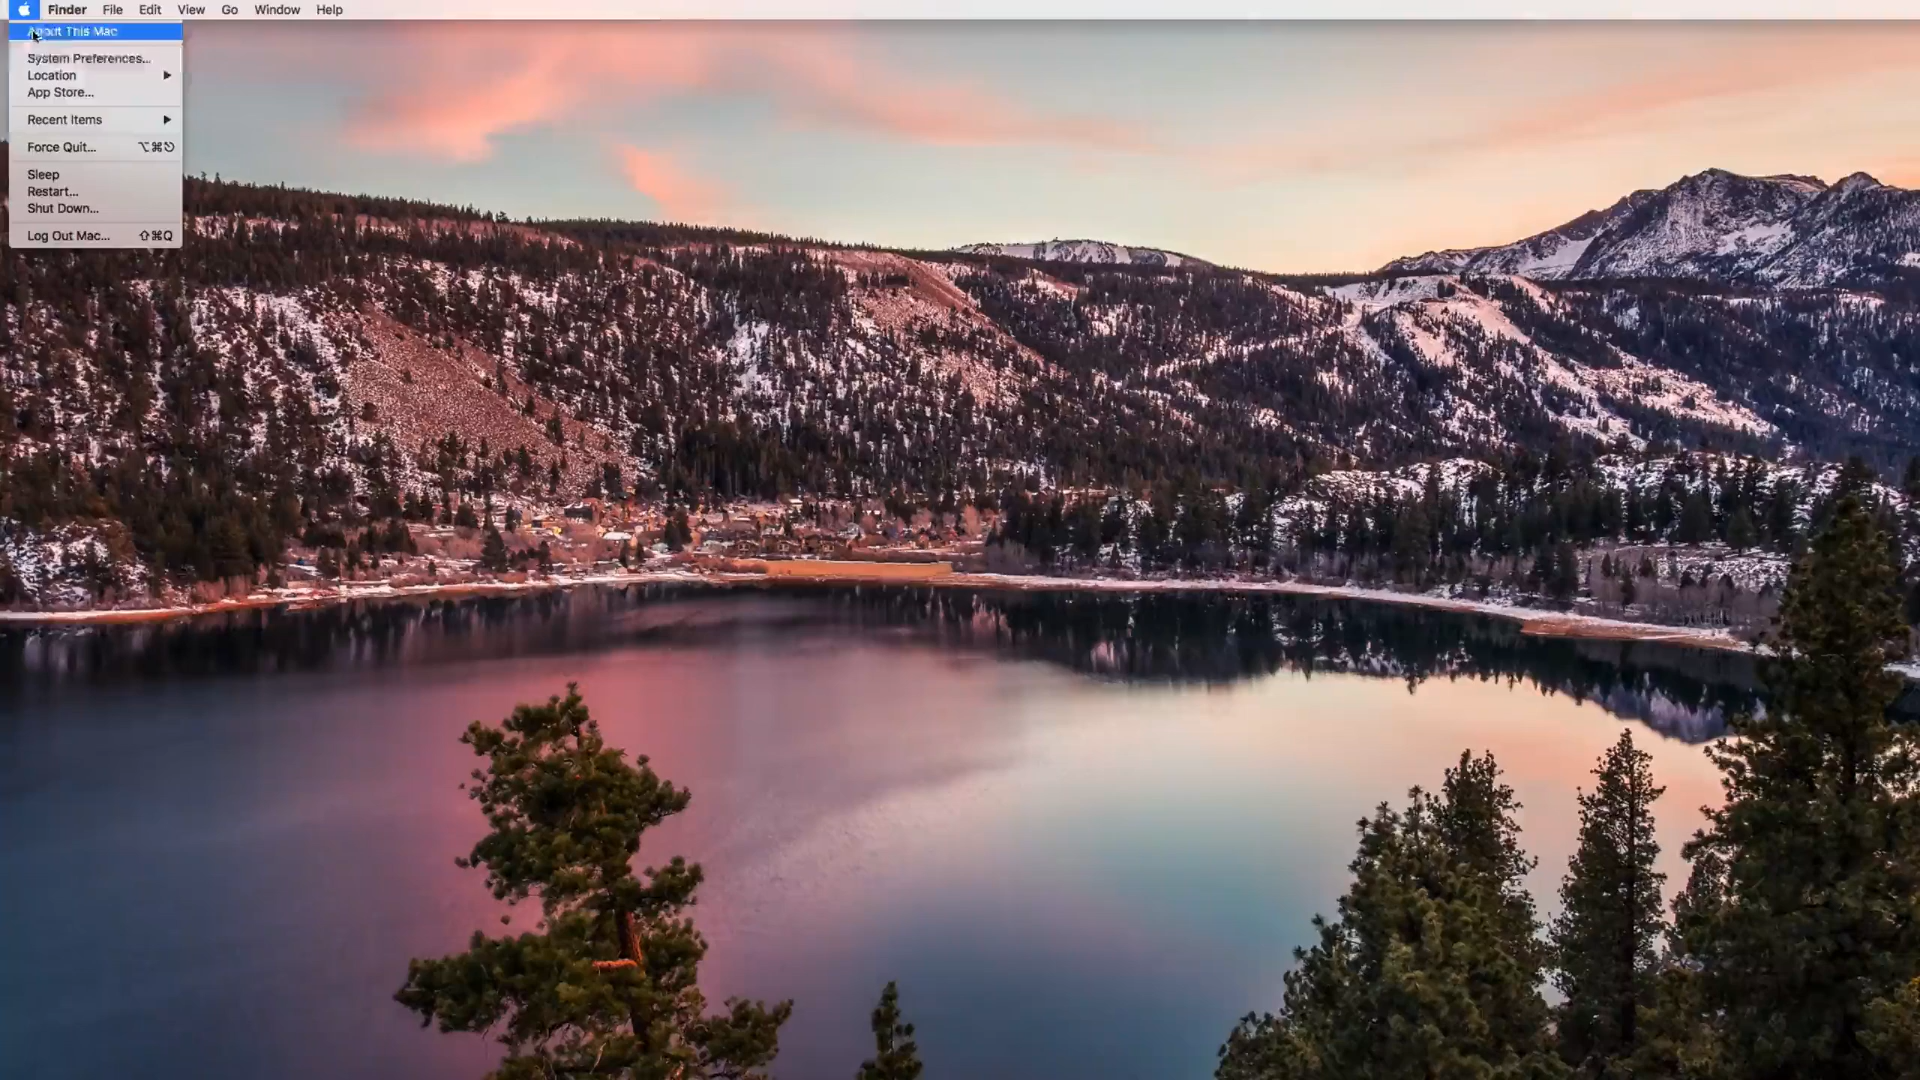 Finder File Edit View Go Window Help
About This Mac
System Preferences...
Location
App Store...
Recent Items
Force Quit... ⌥⌘⎋
Sleep
Restart...
Shut Down...
Log Out Mac... ⇧⌘Q